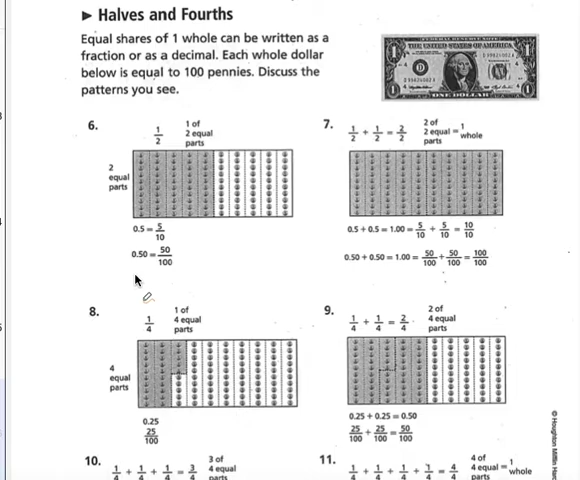 ► Halves and Fourths
Equal shares of 1 whole can be written as a
fraction or as a decimal. Each whole dollar
below is equal to 100 pennies. Discuss the
patterns you see.
THE UNITED STATES OF AMERICA
ONE DOLLAR
6.
1/2
1 of
2 equal
parts
2
equal
parts
0.5 = 5/10
0.50 = 50/100
7.
1/2 + 1/2 = 2/2
2 of
2 equal = 1 whole
parts
0.5 + 0.5 = 1.00 = 5/10 + 5/10 = 10/10
0.50 + 0.50 = 1.00 = 50/100 + 50/100 = 100/100
8.
1/4
1 of
4 equal
parts
4
equal
parts
0.25
25/100
9.
1/4 + 1/4 = 2/4
2 of
4 equal
parts
0.25 + 0.25 = 0.50
25/100 + 25/100 = 50/100
10.
1/4 + 1/4 + 1/4 = 3/4
3 of
4 equal
parts
11.
1/4 + 1/4 + 1/4 + 1/4 = 4/4
4 of
4 equal = 1 whole
parts
© Houghton Mifflin Harc